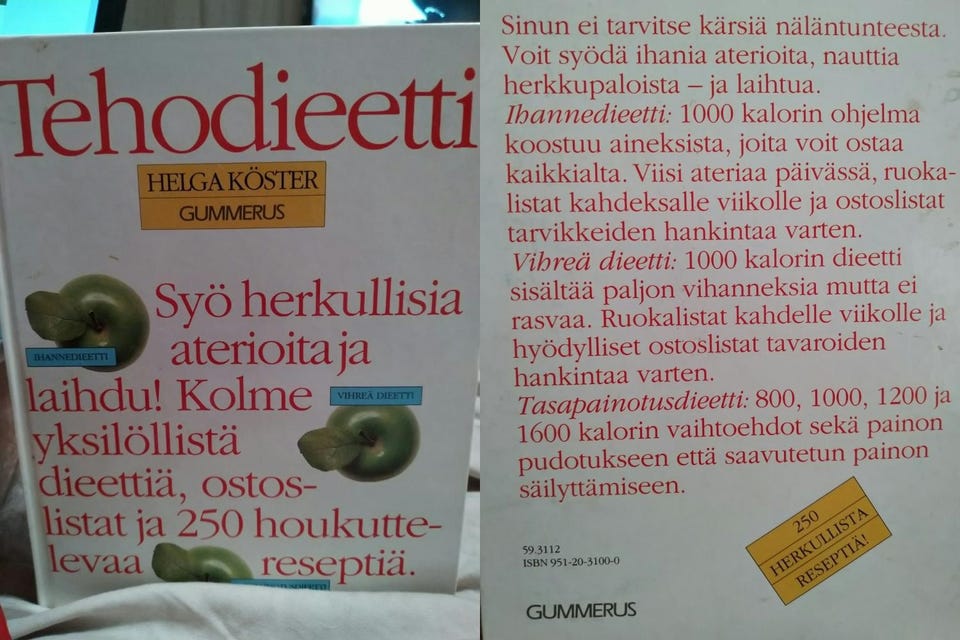 Tehodieetti
HELGA KÖSTER
GUMMERUS
Syö herkullisia
aterioita ja
laihdu! Kolme
yksilöllistä
dieettiä, ostos-
listat ja 250 houkutte-
levaa reseptiä.
IHANNEDIEETTI
VIHREÄ DIEETTI
Sinun ei tarvitse kärsiä näläntunteesta.
Voit syödä ihania aterioita, nauttia
herkkupaloista – ja laihtua.
Ihannedieetti: 1000 kalorin ohjelma
koostuu aineksista, joita voit ostaa
kaikkialta. Viisi ateriaa päivässä, ruoka-
listat kahdeksalle viikolle ja ostoslistat
tarvikkeiden hankintaa varten.
Vihreä dieetti: 1000 kalorin dieetti
sisältää paljon vihanneksia mutta ei
rasvaa. Ruokalistat kahdelle viikolle ja
hyödylliset ostoslistat tavaroiden
hankintaa varten.
Tasapainotusdieetti: 800, 1000, 1200 ja
1600 kalorin vaihtoehdot sekä painon
pudotukseen että saavutetun painon
säilyttämiseen.
250
HERKULLISTA
RESEPTIÄ!
59.3112
ISBN 951-20-3100-0
GUMMERUS